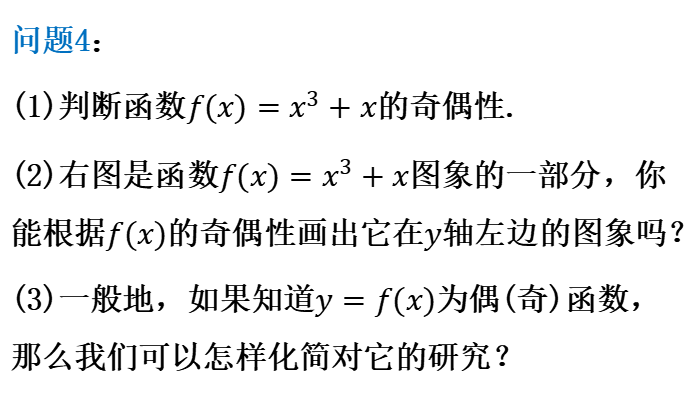 问题4：
(1)判断函数f(x) = x³ + x的奇偶性.
(2)右图是函数f(x) = x³ + x图象的一部分，你
能根据f(x)的奇偶性画出它在y轴左边的图象吗？
(3)一般地，如果知道y = f(x)为偶(奇)函数，
那么我们可以怎样化简对它的研究？